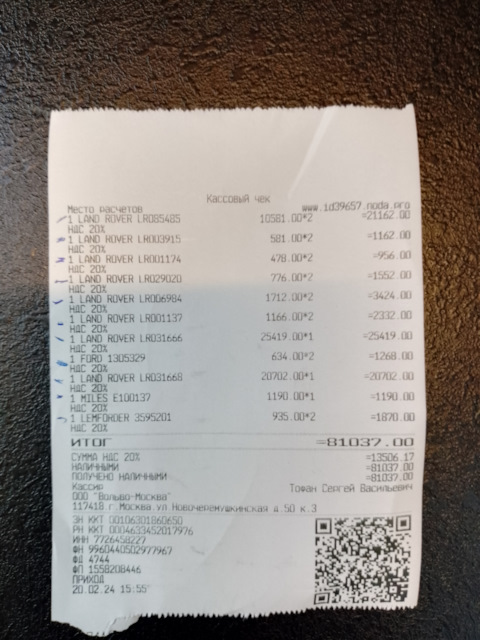 Кассовый чек
Место расчетов www.id39657.noda.pro
1 LAND ROVER LR085485 10581.00*2 =21162.00
НДС 20%
1 LAND ROVER LR003915 581.00*2 =1162.00
НДС 20%
1 LAND ROVER LR001174 478.00*2 =956.00
НДС 20%
1 LAND ROVER LR029020 776.00*2 =1552.00
НДС 20%
1 LAND ROVER LR006984 1712.00*2 =3424.00
НДС 20%
1 LAND ROVER LR001137 1166.00*2 =2332.00
НДС 20%
1 LAND ROVER LR031666 25419.00*1 =25419.00
НДС 20%
1 FORD 1305329 634.00*2 =1268.00
НДС 20%
1 LAND ROVER LR031668 20702.00*1 =20702.00
НДС 20%
1 MILES E100137 1190.00*1 =1190.00
НДС 20%
1 LEMFORDER 3595201 935.00*2 =1870.00
НДС 20%
ИТОГ =81037.00
СУММА НДС 20% =13506.17
НАЛИЧНЫМИ =81037.00
ПОЛУЧЕНО НАЛИЧНЫМИ =81037.00
Кассир Тофан Сергей Васильевич
ООО "Вольво-Москва"
117418.г.Москва.ул Новочеремушкинская д.50 к.3
ЗН ККТ 00106301860650
РН ККТ 0004633452017976
ИНН 7726458227
ФН 9960440502977967
ФД 4744
ФП 1558208446
ПРИХОД
20.02.24 15:55